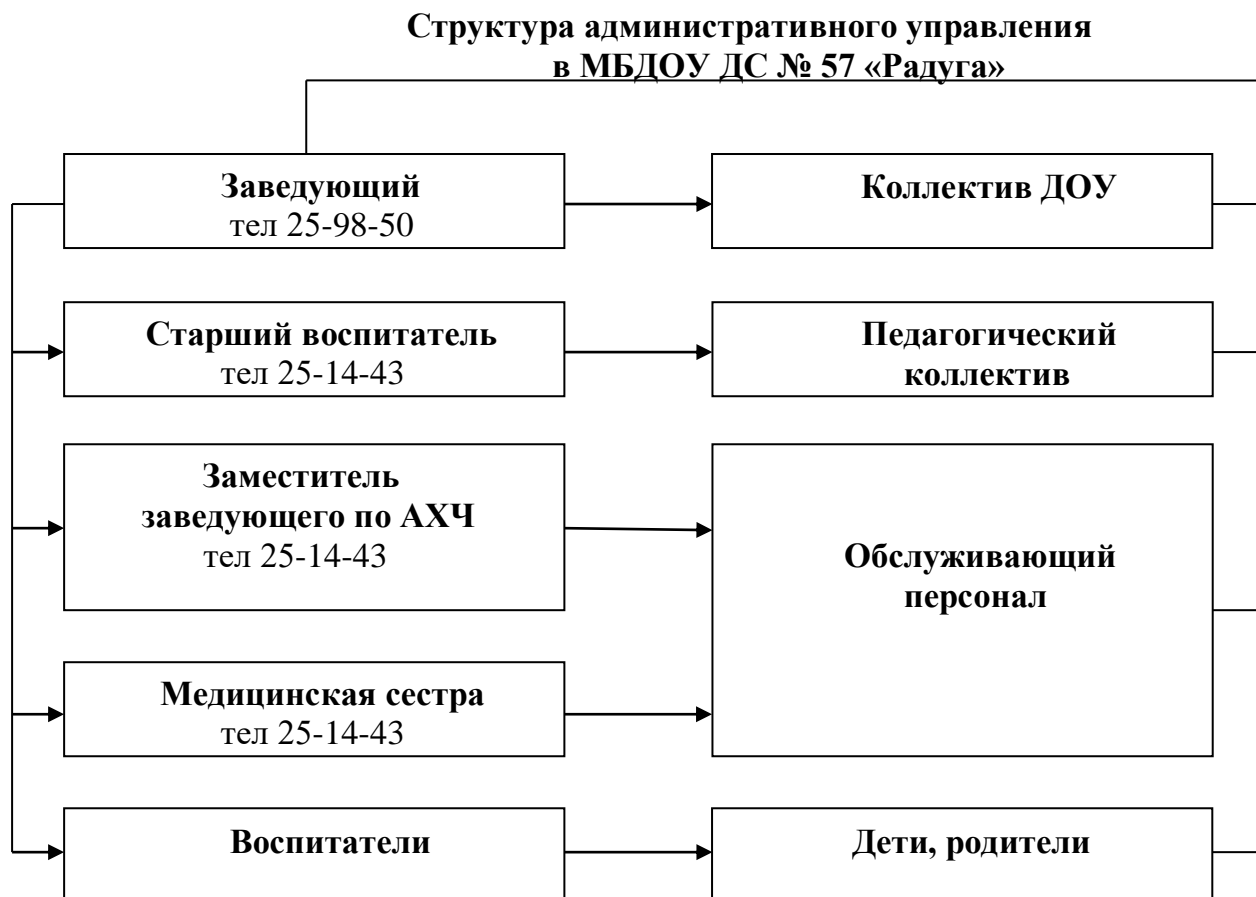 Структура административного управления
в МБДОУ ДС № 57 «Радуга»
Заведующий
тел 25-98-50
Коллектив ДОУ
Старший воспитатель
тел 25-14-43
Педагогический
коллектив
Заместитель
заведующего по АХЧ
тел 25-14-43
Обслуживающий
персонал
Медицинская сестра
тел 25-14-43
Воспитатели
Дети, родители